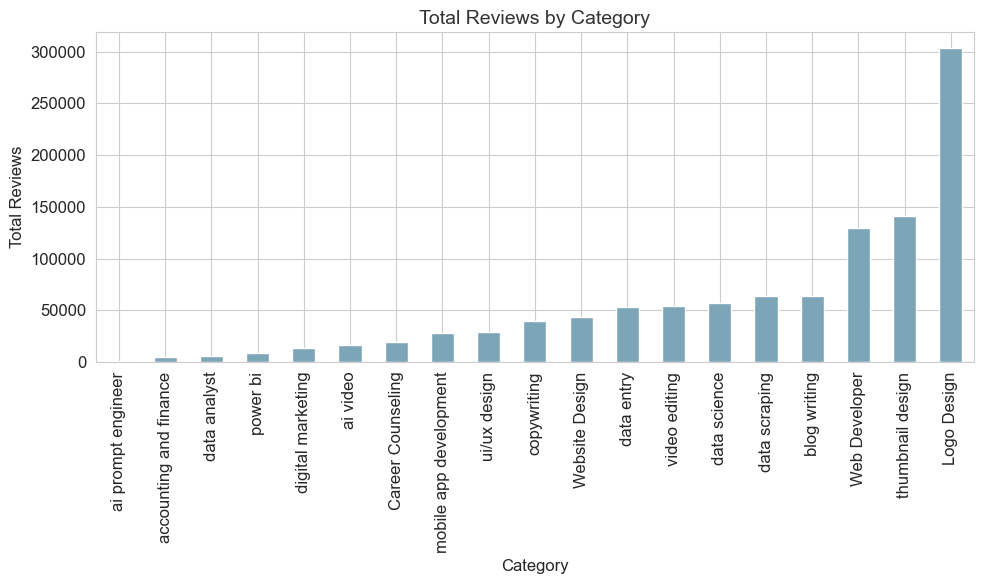 Total Reviews by Category
Total Reviews
300000
250000
200000
150000
100000
50000
0
ai prompt engineer
accounting and finance
data analyst
power bi
digital marketing
ai video
Career Counseling
mobile app development
ui/ux design
copywriting
Website Design
data entry
video editing
data science
data scraping
blog writing
Web Developer
thumbnail design
Logo Design
Category